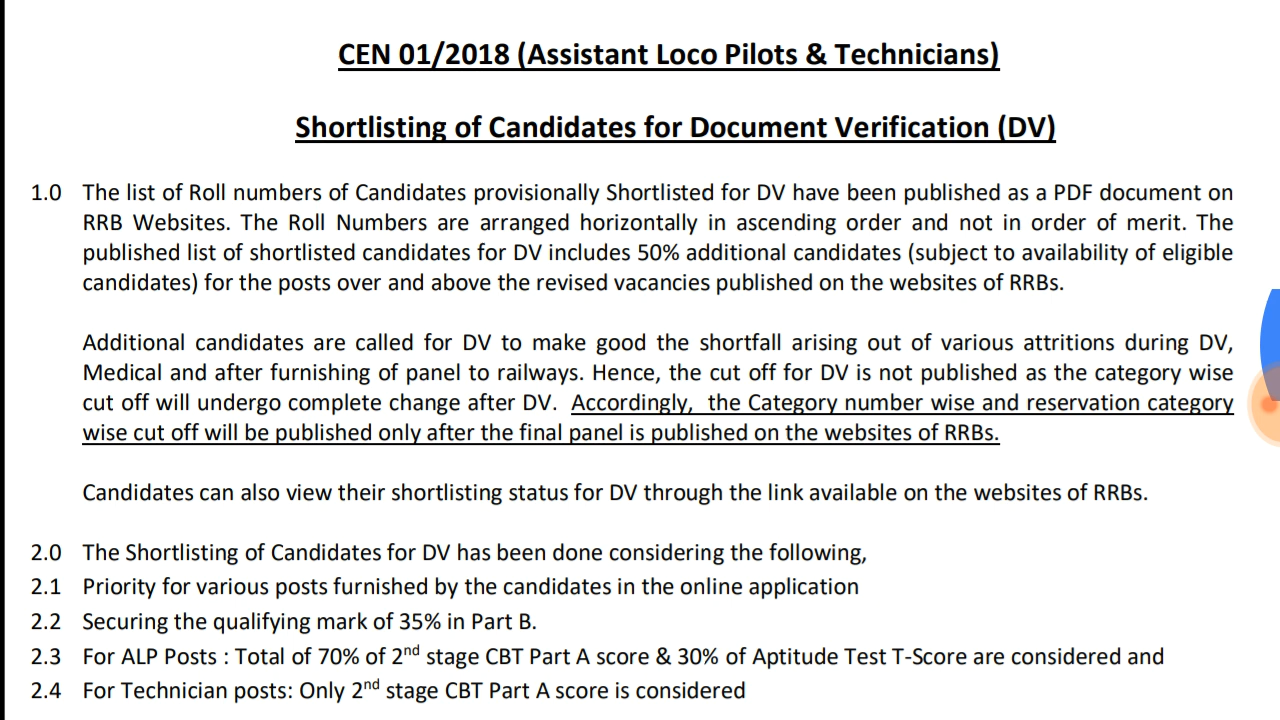 CEN 01/2018 (Assistant Loco Pilots & Technicians)
Shortlisting of Candidates for Document Verification (DV)
1.0 The list of Roll numbers of Candidates provisionally Shortlisted for DV have been published as a PDF document on
RRB Websites. The Roll Numbers are arranged horizontally in ascending order and not in order of merit. The
published list of shortlisted candidates for DV includes 50% additional candidates (subject to availability of eligible
candidates) for the posts over and above the revised vacancies published on the websites of RRBs.
Additional candidates are called for DV to make good the shortfall arising out of various attritions during DV,
Medical and after furnishing of panel to railways. Hence, the cut off for DV is not published as the category wise
cut off will undergo complete change after DV. Accordingly, the Category number wise and reservation category
wise cut off will be published only after the final panel is published on the websites of RRBs.
Candidates can also view their shortlisting status for DV through the link available on the websites of RRBs.
2.0 The Shortlisting of Candidates for DV has been done considering the following,
2.1 Priority for various posts furnished by the candidates in the online application
2.2 Securing the qualifying mark of 35% in Part B.
2.3 For ALP Posts : Total of 70% of 2nd stage CBT Part A score & 30% of Aptitude Test T-Score are considered and
2.4 For Technician posts: Only 2nd stage CBT Part A score is considered